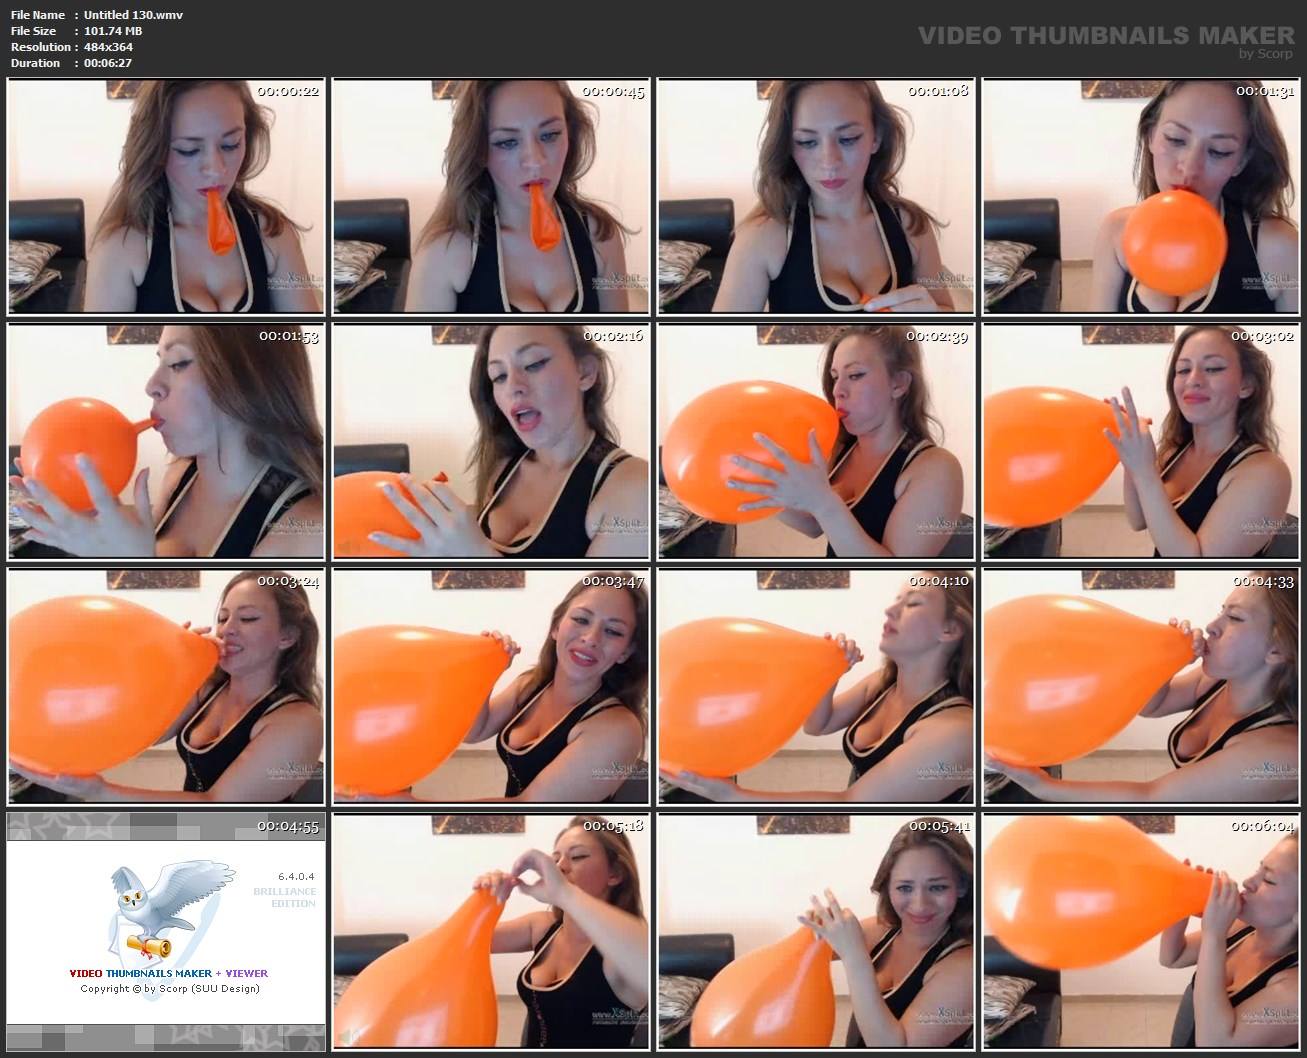 File Name : Untitled 130.wmv
File Size : 101.74 MB
Resolution : 484x364
Duration : 00:06:27
VIDEO THUMBNAILS MAKER
by Scorp
00:00:22
00:00:45
00:01:08
00:01:31
00:01:53
00:02:16
00:02:39
00:03:02
00:03:24
00:03:47
00:04:10
00:04:33
00:04:55
6.4.0.4
BRILLIANCE
EDITION
VIDEO THUMBNAILS MAKER + VIEWER
Copyright © by Scorp (SUU Design)
00:05:18
00:05:41
00:06:04